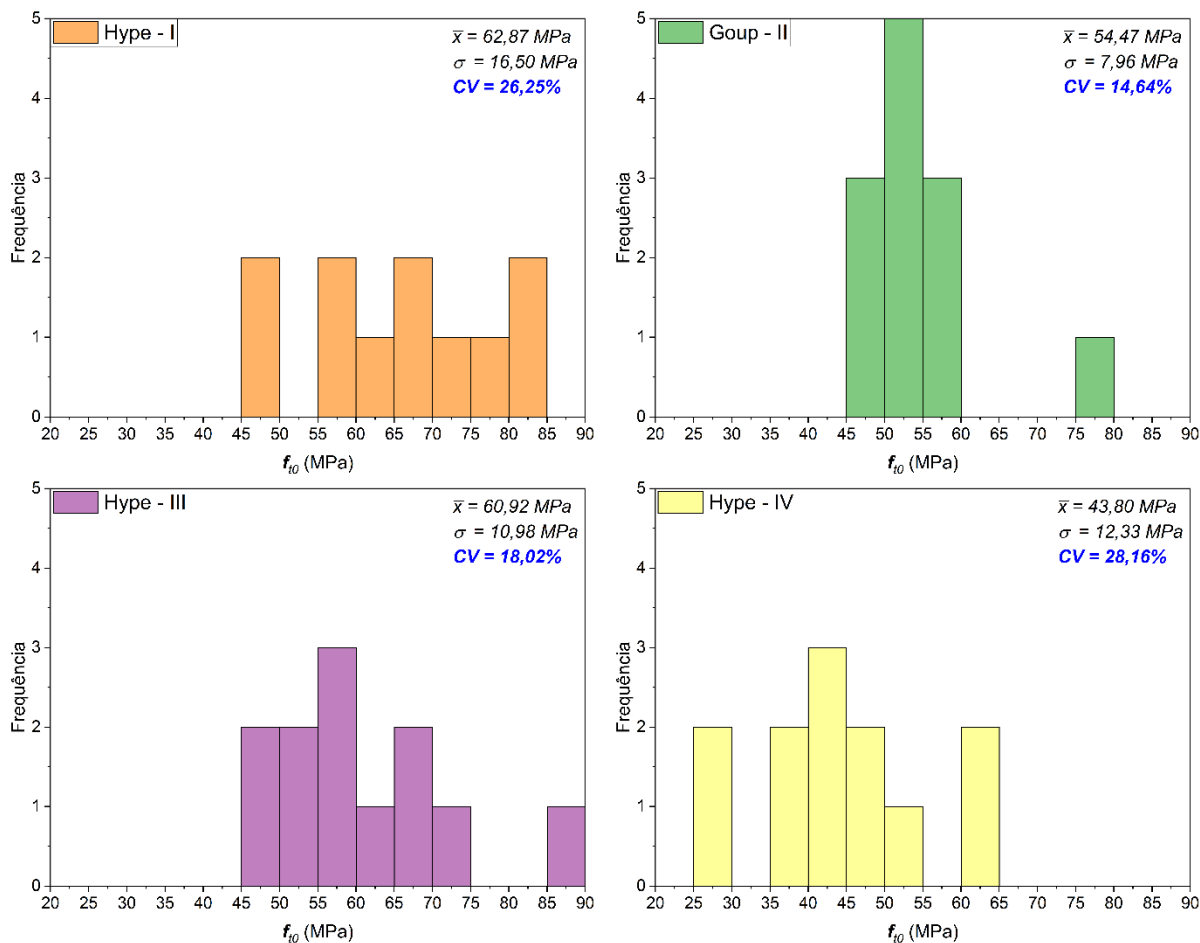 Hype - I
x̅ = 62,87 MPa
σ = 16,50 MPa
CV = 26,25%
5
4
3
2
1
0
Frequência
20 25 30 35 40 45 50 55 60 65 70 75 80 85 90
f_t0 (MPa)
Goup - II
x̅ = 54,47 MPa
σ = 7,96 MPa
CV = 14,64%
5
4
3
2
1
0
Frequência
20 25 30 35 40 45 50 55 60 65 70 75 80 85 90
f_t0 (MPa)
Hype - III
x̅ = 60,92 MPa
σ = 10,98 MPa
CV = 18,02%
5
4
3
2
1
0
Frequência
20 25 30 35 40 45 50 55 60 65 70 75 80 85 90
f_t0 (MPa)
Hype - IV
x̅ = 43,80 MPa
σ = 12,33 MPa
CV = 28,16%
5
4
3
2
1
0
Frequência
20 25 30 35 40 45 50 55 60 65 70 75 80 85 90
f_t0 (MPa)